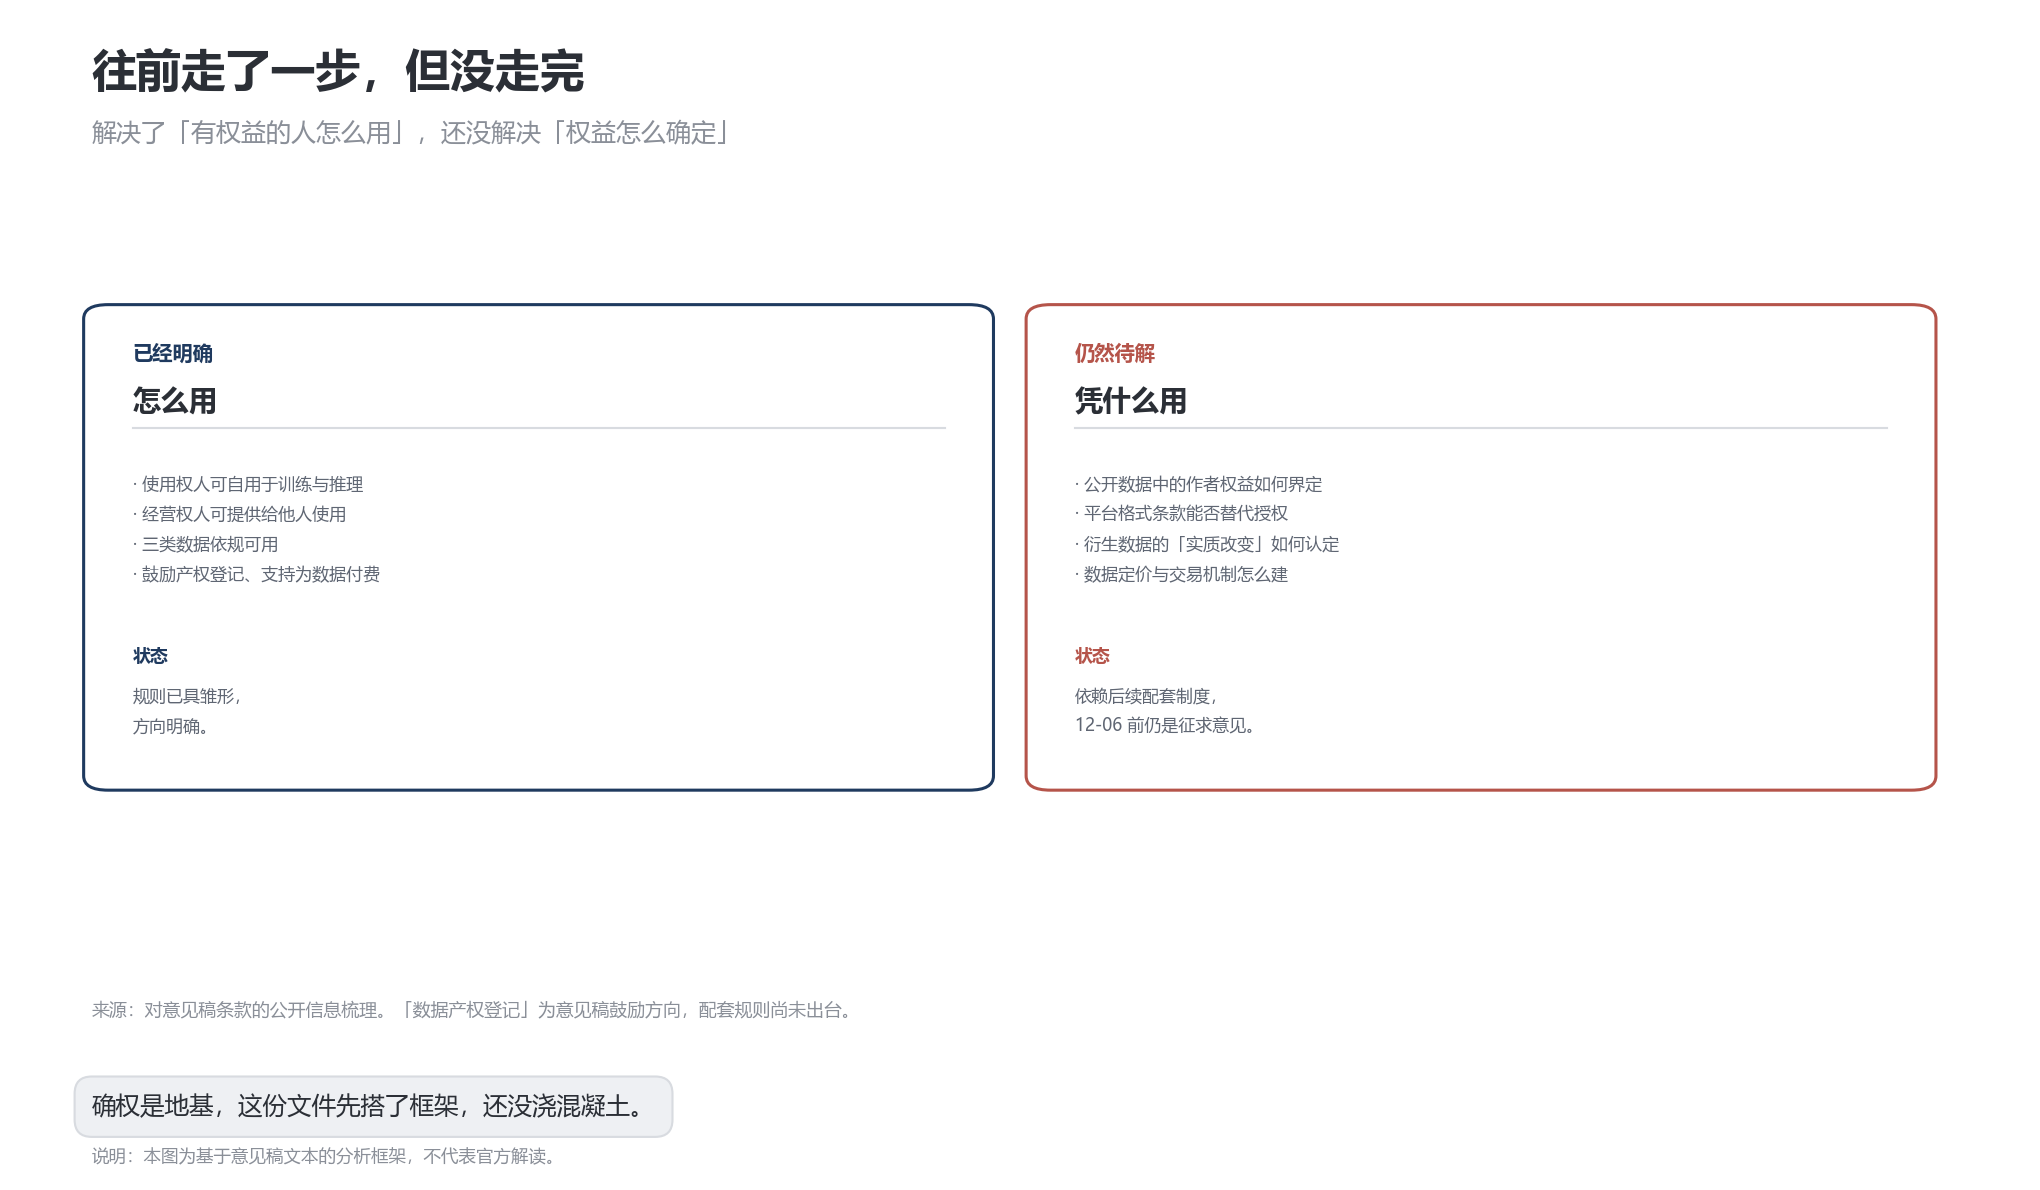 往前走了一步，但没走完
解决了「有权益的人怎么用」，还没解决「权益怎么确定」
已经明确
怎么用
· 使用权人可自用于训练与推理
· 经营权人可提供给他人使用
· 三类数据依规可用
· 鼓励产权登记、支持为数据付费
状态
规则已具雏形，
方向明确。
仍然待解
凭什么用
· 公开数据中的作者权益如何界定
· 平台格式条款能否替代授权
· 衍生数据的「实质改变」如何认定
· 数据定价与交易机制怎么建
状态
依赖后续配套制度，
12-06 前仍是征求意见。
来源：对意见稿条款的公开信息梳理。「数据产权登记」为意见稿鼓励方向，配套规则尚未出台。
确权是地基，这份文件先搭了框架，还没浇混凝土。
说明：本图为基于意见稿文本的分析框架，不代表官方解读。